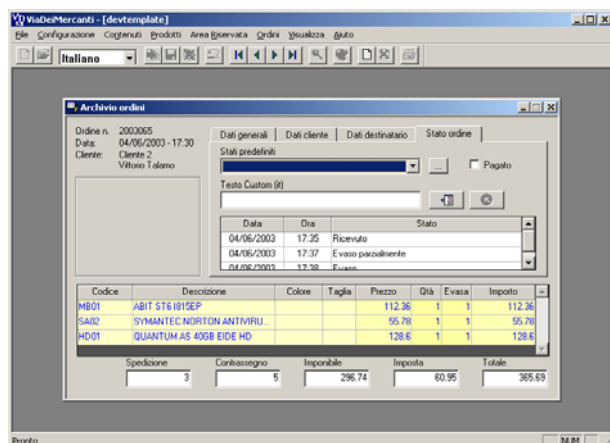 ViaDeiMercanti - [devtemplate]
File Configurazione Contenuti Prodotti Area Riservata Ordini Visualizza Aiuto
Italiano
Archivio ordini
Ordine n. 2003065
Data: 04/06/2003 - 17:30
Cliente: Cliente 2
Vittorio Talamo
Dati generali Dati cliente Dati destinatario Stato ordine
Stati predefiniti
... Pagato
Testo Custom (it)
Data Ora Stato
04/06/2003 17:35 Ricevuto
04/06/2003 17:37 Evaso parzialmente
04/06/2003 17:38 Evaso
Codice Descrizione Colore Taglia Prezzo Qtà Evasa Importo
MB01 ABIT ST6 I815EP 112.36 1 1 112.36
SA02 SYMANTEC NORTON ANTIVIRU... 55.78 1 1 55.78
HD01 QUANTUM AS 40GB EIDE HD 128.6 1 1 128.6
Spedizione Contrassegno Imponibile Imposta Totale
3 5 296.74 60.95 365.69
Pronto NUM